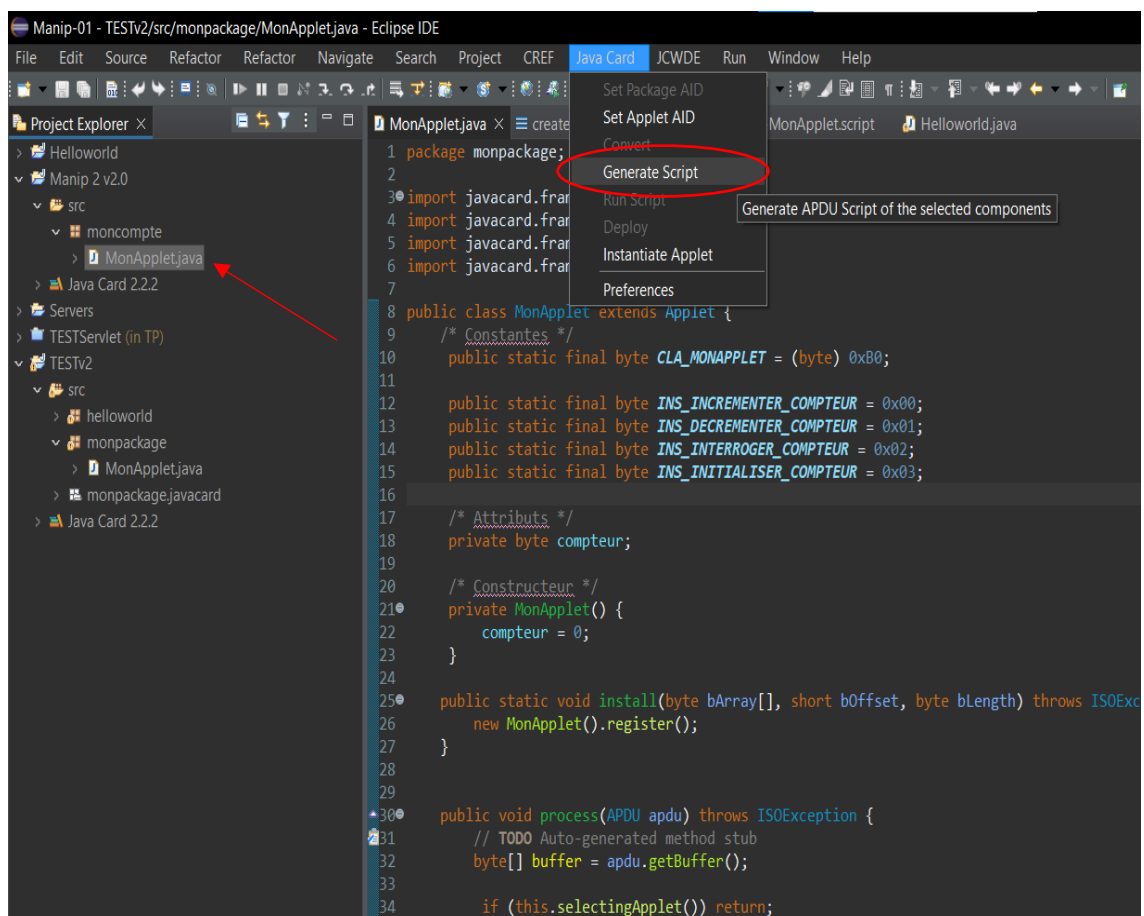 Manip-01 - TESTv2/src/monpackage/MonApplet.java - Eclipse IDE
File Edit Source Refactor Refactor Navigate Search Project CREF Java Card JCWDE Run Window Help
Project Explorer
MonApplet.java
create
MonApplet.script
Helloworld.java
Set Package AID
Set Applet AID
Convert
Generate Script
Run Script
Deploy
Instantiate Applet
Preferences
Generate APDU Script of the selected components
Helloworld
Manip 2 v2.0
src
moncompte
MonApplet.java
Java Card 2.2.2
Servers
TESTServlet (in TP)
TESTv2
src
helloworld
monpackage
MonApplet.java
monpackage.javacard
Java Card 2.2.2
1 package monpackage;
2
3 import javacard.fram
4 import javacard.fram
5 import javacard.fram
6 import javacard.fram
7
8 public class MonApplet extends Applet {
9 /* Constantes */
10 public static final byte CLA_MONAPPLET = (byte) 0xB0;
11
12 public static final byte INS_INCREMENTER_COMPTEUR = 0x00;
13 public static final byte INS_DECREMENTER_COMPTEUR = 0x01;
14 public static final byte INS_INTERROGER_COMPTEUR = 0x02;
15 public static final byte INS_INITIALISER_COMPTEUR = 0x03;
16
17 /* Attributs */
18 private byte compteur;
19
20 /* Constructeur */
21 private MonApplet() {
22 compteur = 0;
23 }
24
25 public static void install(byte bArray[], short bOffset, byte bLength) throws ISOExc
26 new MonApplet().register();
27 }
28
29
30 public void process(APDU apdu) throws ISOException {
31 // TODO Auto-generated method stub
32 byte[] buffer = apdu.getBuffer();
33
34 if (this.selectingApplet()) return;